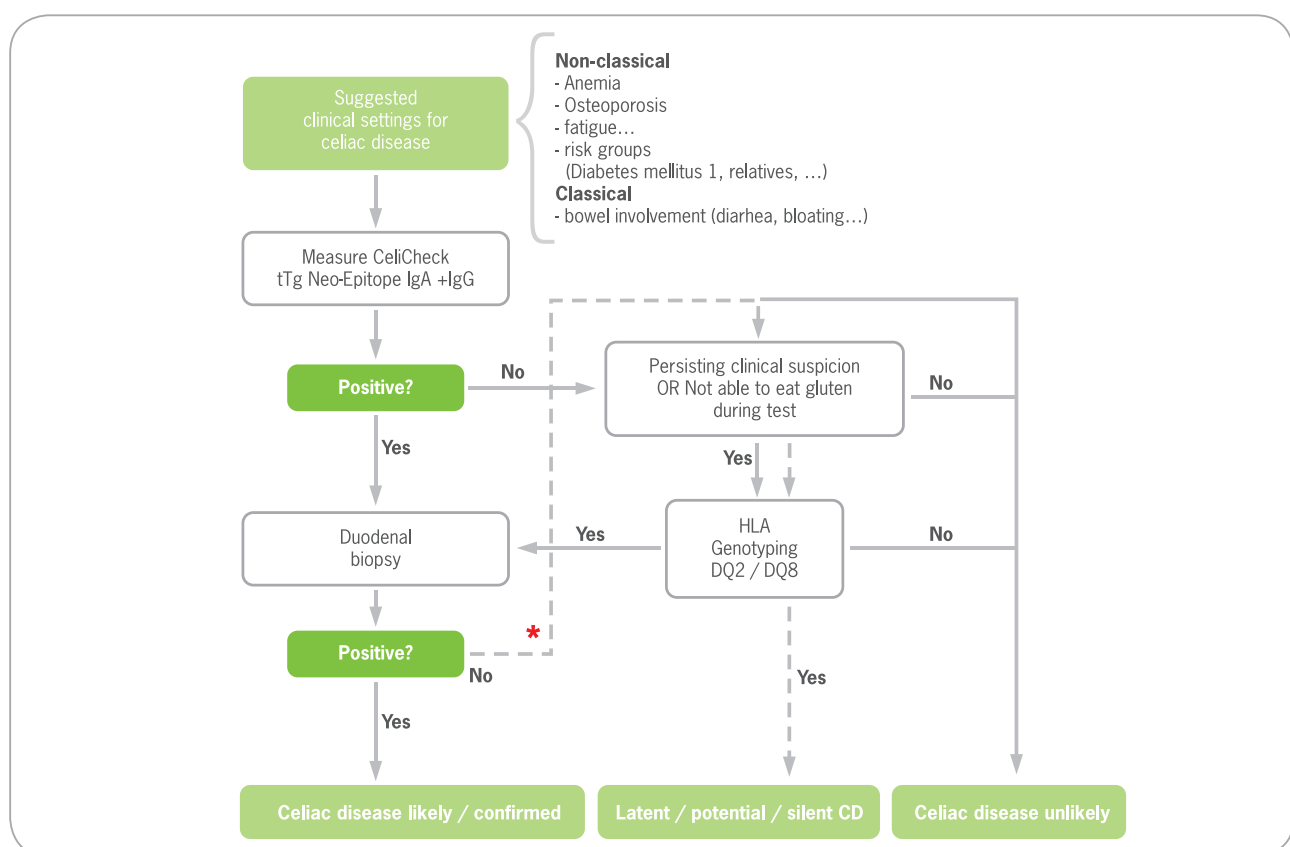 Suggested
clinical settings for
celiac disease
Non-classical
- Anemia
- Osteoporosis
- fatigue...
- risk groups
(Diabetes mellitus 1, relatives, ...)
Classical
- bowel involvement (diarrhea, bloating...)
Measure CeliCheck
tTg Neo-Epitope IgA +IgG
Positive?
No
Persisting clinical suspicion
OR Not able to eat gluten
during test
No
Yes
Yes
Duodenal
biopsy
Yes
HLA
Genotyping
DQ2 / DQ8
No
Positive?
*
No
Yes
Yes
Celiac disease likely / confirmed
Latent / potential / silent CD
Celiac disease unlikely